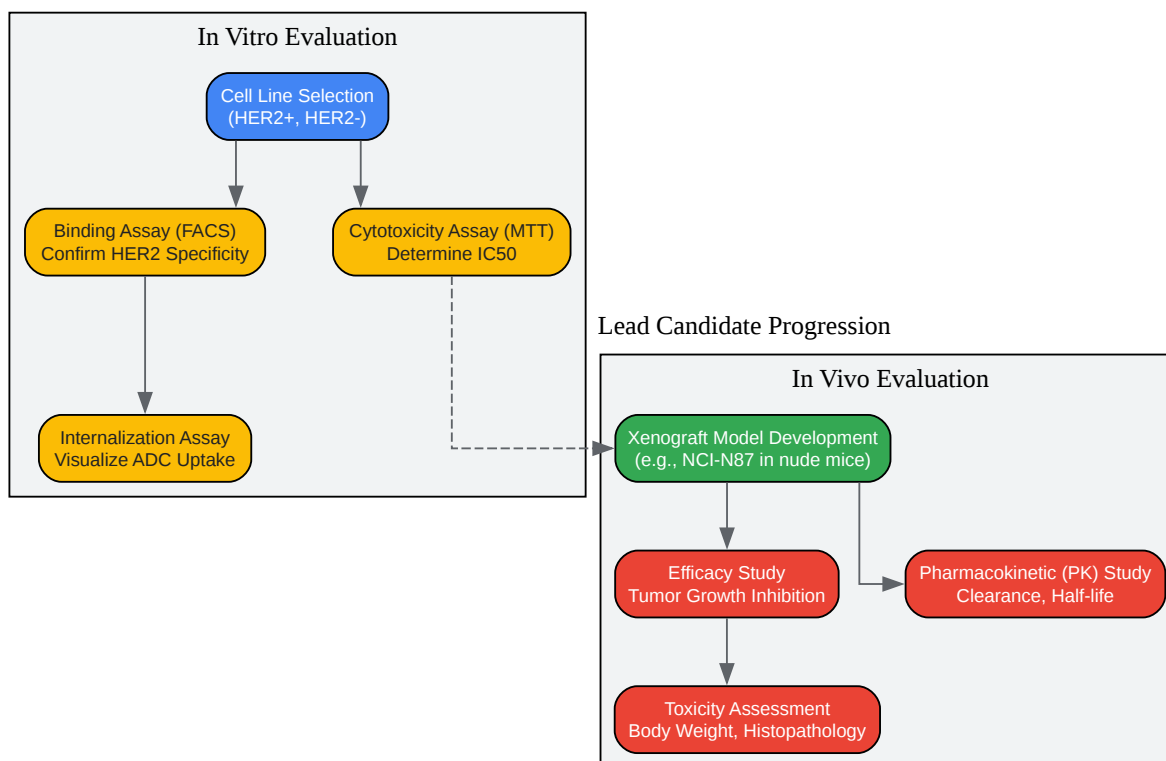 In Vitro Evaluation
Cell Line Selection
(HER2+, HER2-)
Binding Assay (FACS)
Confirm HER2 Specificity
Cytotoxicity Assay (MTT)
Determine IC50
Internalization Assay
Visualize ADC Uptake
Lead Candidate Progression
In Vivo Evaluation
Xenograft Model Development
(e.g., NCI-N87 in nude mice)
Efficacy Study
Tumor Growth Inhibition
Pharmacokinetic (PK) Study
Clearance, Half-life
Toxicity Assessment
Body Weight, Histopathology